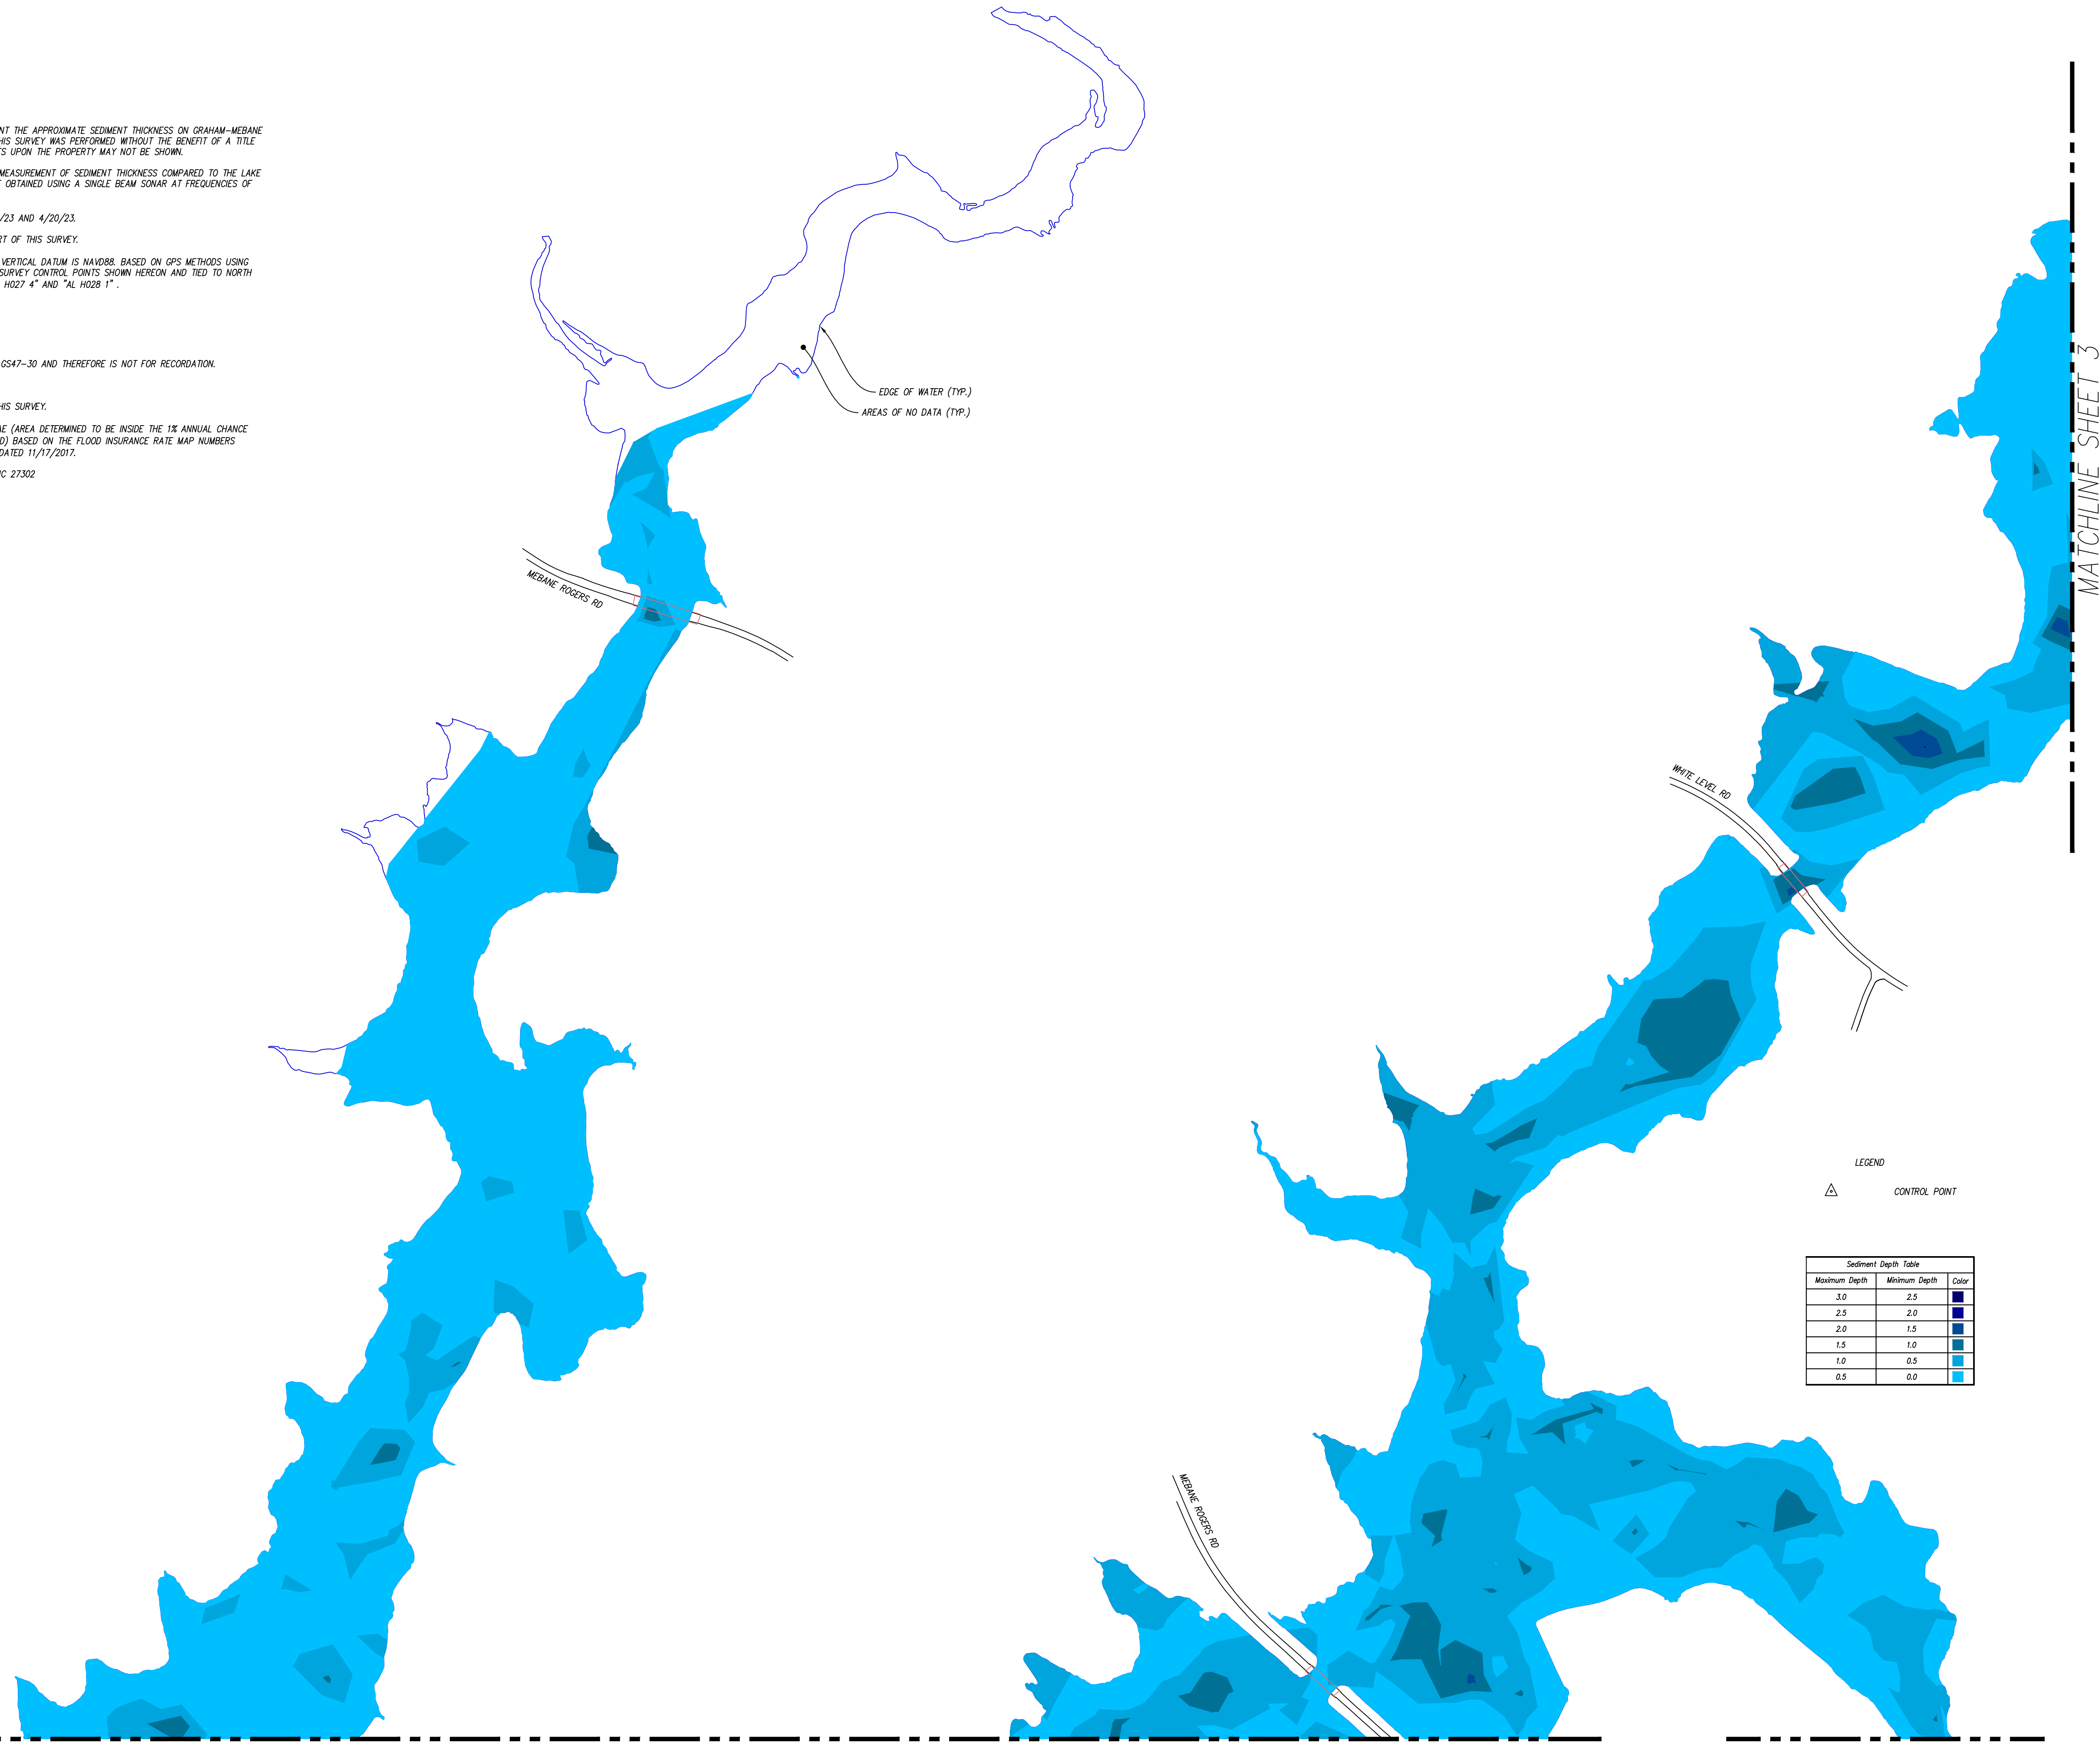 NT THE APPROXIMATE SEDIMENT THICKNESS ON GRAHAM-MEBANE
HIS SURVEY WAS PERFORMED WITHOUT THE BENEFIT OF A TITLE
TS UPON THE PROPERTY MAY NOT BE SHOWN.
MEASUREMENT OF SEDIMENT THICKNESS COMPARED TO THE LAKE
OBTAINED USING A SINGLE BEAM SONAR AT FREQUENCIES OF
/23 AND 4/20/23.
RT OF THIS SURVEY.
VERTICAL DATUM IS NAVD88. BASED ON GPS METHODS USING
SURVEY CONTROL POINTS SHOWN HEREON AND TIED TO NORTH
H027 4" AND "AL H028 1" .
GS47-30 AND THEREFORE IS NOT FOR RECORDATION.
HIS SURVEY.
AE (AREA DETERMINED TO BE INSIDE THE 1% ANNUAL CHANCE
D) BASED ON THE FLOOD INSURANCE RATE MAP NUMBERS
DATED 11/17/2017.
NC 27302
EDGE OF WATER (TYP.)
AREAS OF NO DATA (TYP.)
MATCHLINE SHEET 3
MEBANE ROGERS RD
WHITE LEVEL RD
MEBANE ROGERS RD
LEGEND
CONTROL POINT
Sediment Depth Table
Maximum Depth Minimum Depth Color
3.0 2.5
2.5 2.0
2.0 1.5
1.5 1.0
1.0 0.5
0.5 0.0